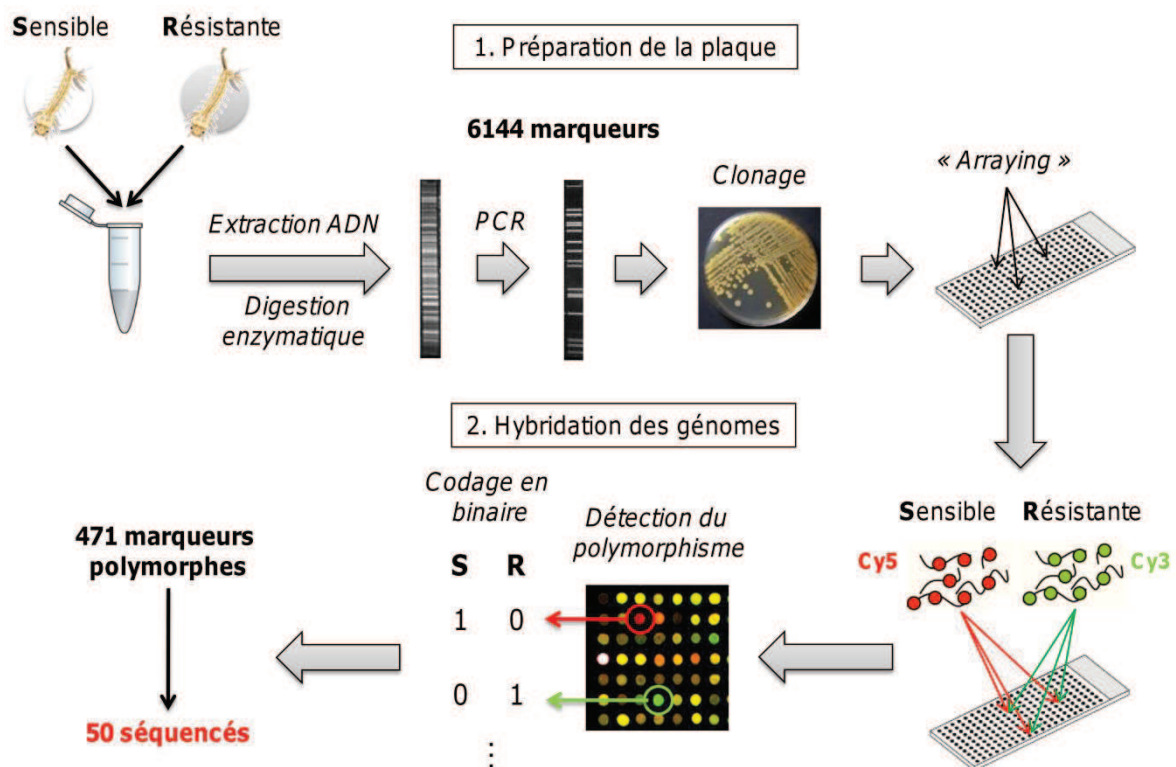 Sensible
Résistante
1. Préparation de la plaque
6144 marqueurs
Extraction ADN
Digestion
enzymatique
PCR
Clonage
« Arraying »
2. Hybridation des génomes
Sensible
Résistante
Cy5
Cy3
Détection du
polymorphisme
Codage en
binaire
S R
1 0
0 1
⋮
471 marqueurs
polymorphes
50 séquencés